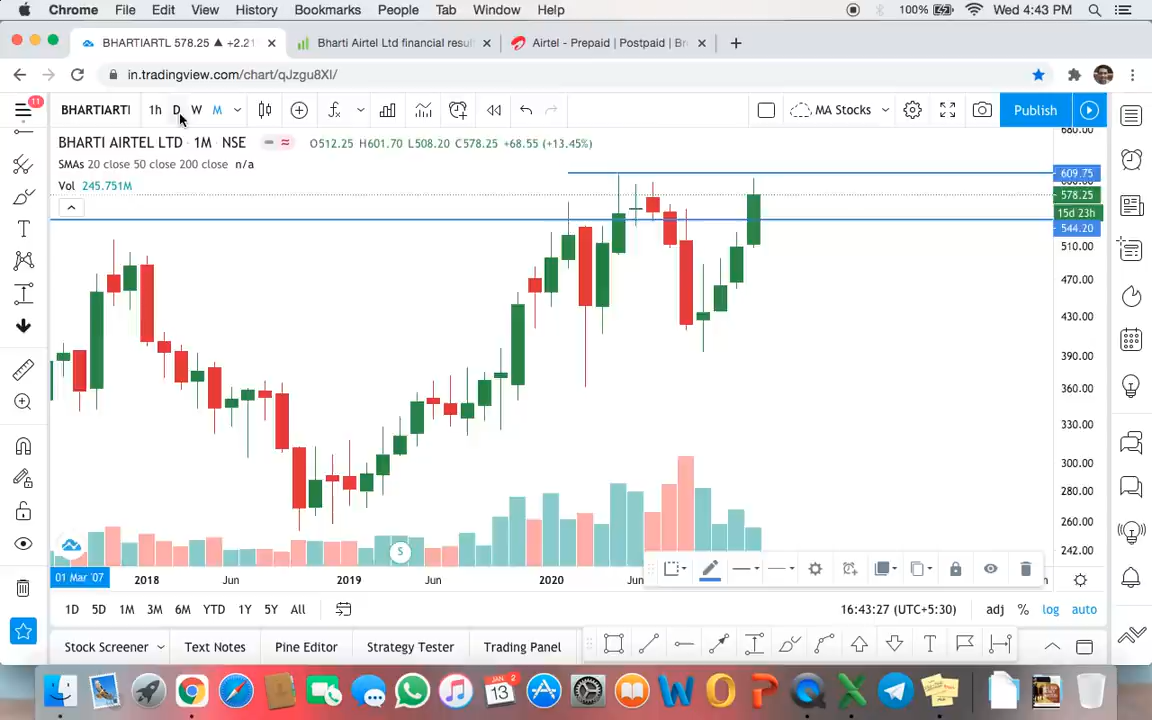 Chrome File Edit View History Bookmarks People Tab Window Help 100% Wed 4:43 PM
BHARTIARTL 578.25 ▲ +2.21 Bharti Airtel Ltd financial resul Airtel - Prepaid | Postpaid | Br
in.tradingview.com/chart/qJzgu8XI/
11
BHARTIARTI 1h D W M MA Stocks Publish
680.00
BHARTI AIRTEL LTD · 1M · NSE O512.25 H601.70 L508.20 C578.25 +68.55 (+13.45%)
SMAs 20 close 50 close 200 close n/a
609.75
Vol 245.751M
578.25
15d 23h
544.20
510.00
470.00
430.00
390.00
360.00
330.00
300.00
280.00
260.00
S
242.00
01 Mar '07 2018 Jun 2019 Jun 2020 Jun
1D 5D 1M 3M 6M YTD 1Y 5Y All 16:43:27 (UTC+5:30) adj % log auto
Stock Screener Text Notes Pine Editor Strategy Tester Trading Panel
JAN 2
13